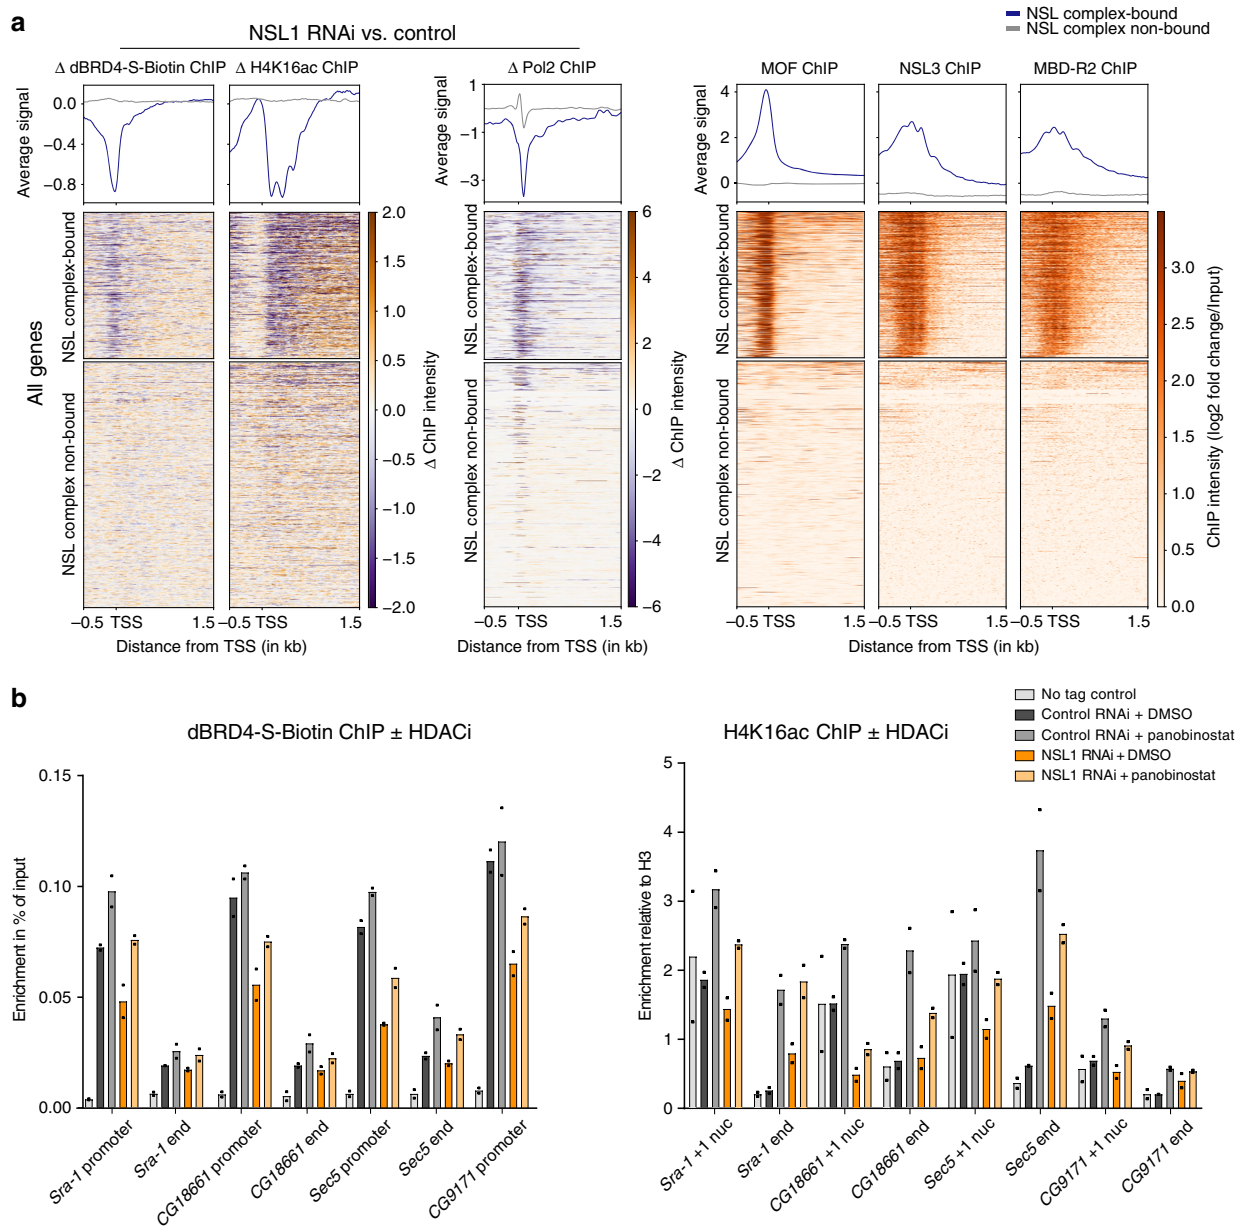 a
NSL1 RNAi vs. control
NSL complex-bound
NSL complex non-bound
Δ dBRD4-S-Biotin ChIP
Δ H4K16ac ChIP
Δ Pol2 ChIP
MOF ChIP
NSL3 ChIP
MBD-R2 ChIP
Average signal
0.0
−0.4
−0.8
Average signal
1
−1
−3
Average signal
4
2
0
All genes
NSL complex-bound
NSL complex non-bound
2.0
1.5
1.0
0.5
0.0
−0.5
−1.0
−1.5
−2.0
Δ ChIP intensity
NSL complex-bound
NSL complex non-bound
6
4
2
0
−2
−4
−6
Δ ChIP intensity
NSL complex-bound
NSL complex non-bound
3.0
2.5
2.0
1.5
1.0
0.5
0.0
ChIP intensity (log2 fold change/Input)
−0.5 TSS 1.5
−0.5 TSS 1.5
−0.5 TSS 1.5
−0.5 TSS 1.5
−0.5 TSS 1.5
−0.5 TSS 1.5
Distance from TSS (in kb)
Distance from TSS (in kb)
Distance from TSS (in kb)
b
No tag control
Control RNAi + DMSO
Control RNAi + panobinostat
NSL1 RNAi + DMSO
NSL1 RNAi + panobinostat
dBRD4-S-Biotin ChIP ± HDACi
Enrichment in % of input
0.15
0.10
0.05
0.00
Sra-1 promoter
Sra-1 end
CG18661 promoter
CG18661 end
Sec5 promoter
Sec5 end
CG9171 promoter
H4K16ac ChIP ± HDACi
Enrichment relative to H3
5
4
3
2
1
0
Sra-1 +1 nuc
Sra-1 end
CG18661 +1 nuc
CG18661 end
Sec5 +1 nuc
Sec5 end
CG9171 +1 nuc
CG9171 end